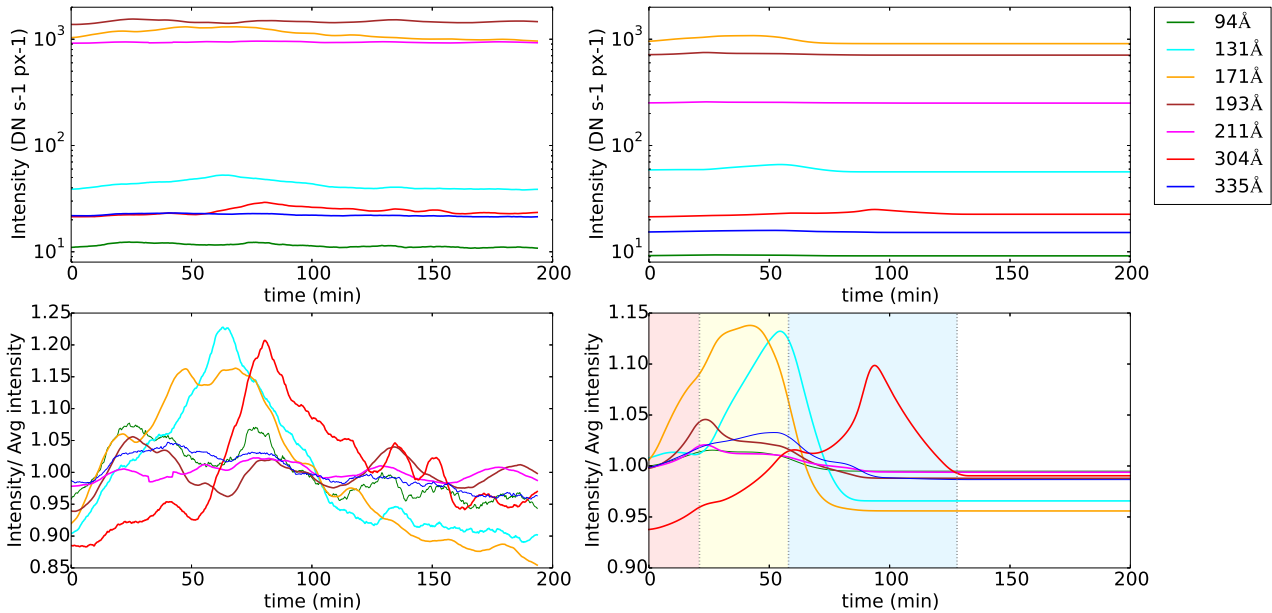 10³
10²
10¹
Intensity (DN s-1 px-1)
0 50 100 150 200
time (min)
10³
10²
10¹
Intensity (DN s-1 px-1)
0 50 100 150 200
time (min)
94Å
131Å
171Å
193Å
211Å
304Å
335Å
1.25
1.20
1.15
1.10
1.05
1.00
0.95
0.90
0.85
Intensity/ Avg intensity
0 50 100 150 200
time (min)
1.15
1.10
1.05
1.00
0.95
0.90
Intensity/ Avg intensity
0 50 100 150 200
time (min)